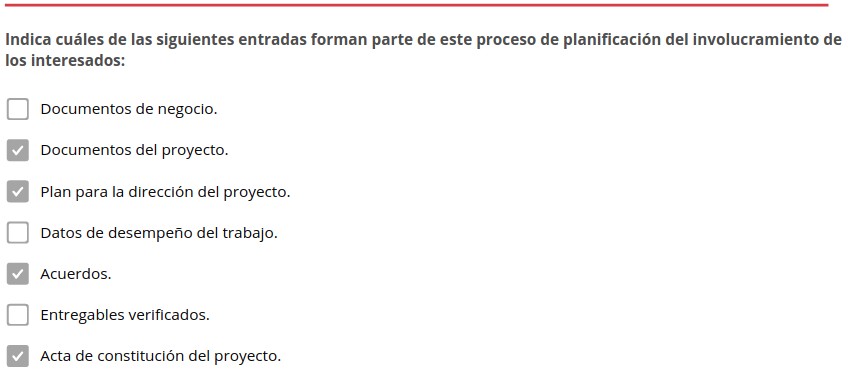 Indica cuáles de las siguientes entradas forman parte de este proceso de planificación del involucramiento de
los interesados:
Documentos de negocio.
Documentos del proyecto.
Plan para la dirección del proyecto.
Datos de desempeño del trabajo.
Acuerdos.
Entregables verificados.
Acta de constitución del proyecto.